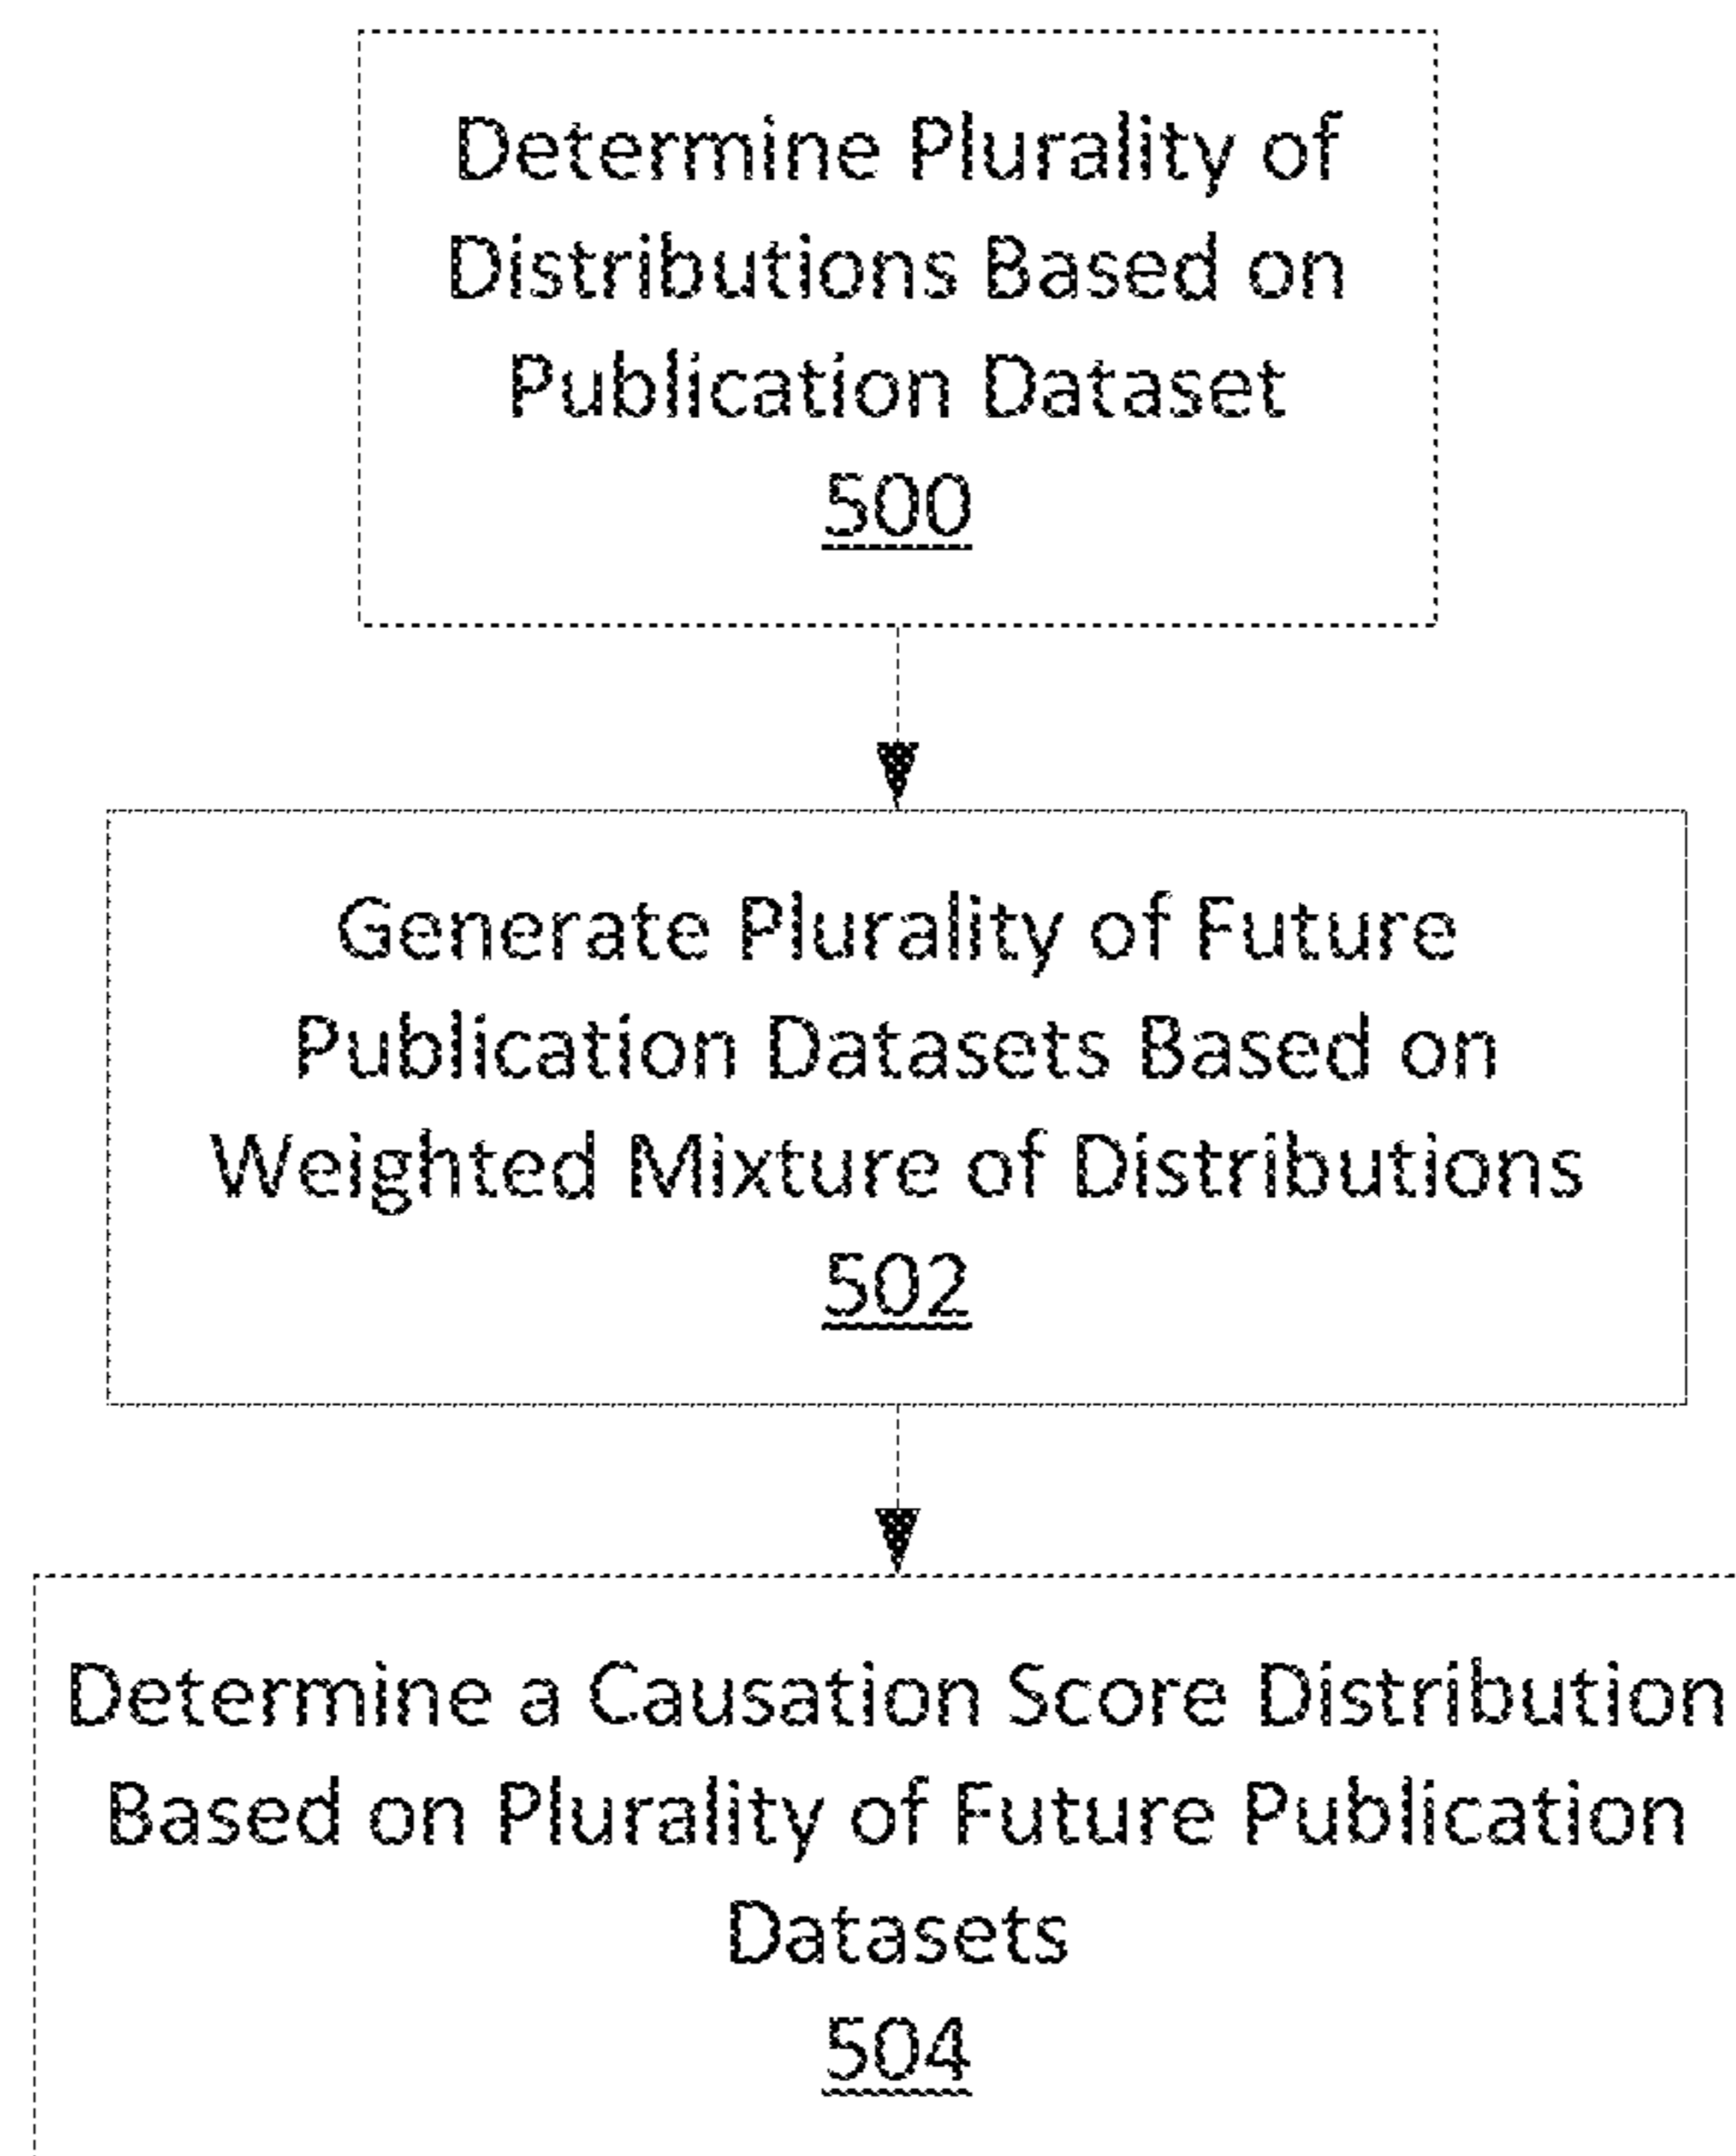 Determine Plurality of
Distributions Based on
Publication Dataset
500
Generate Plurality of Future
Publication Datasets Based on
Weighted Mixture of Distributions
502
Determine a Causation Score Distribution
Based on Plurality of Future Publication
Datasets
504